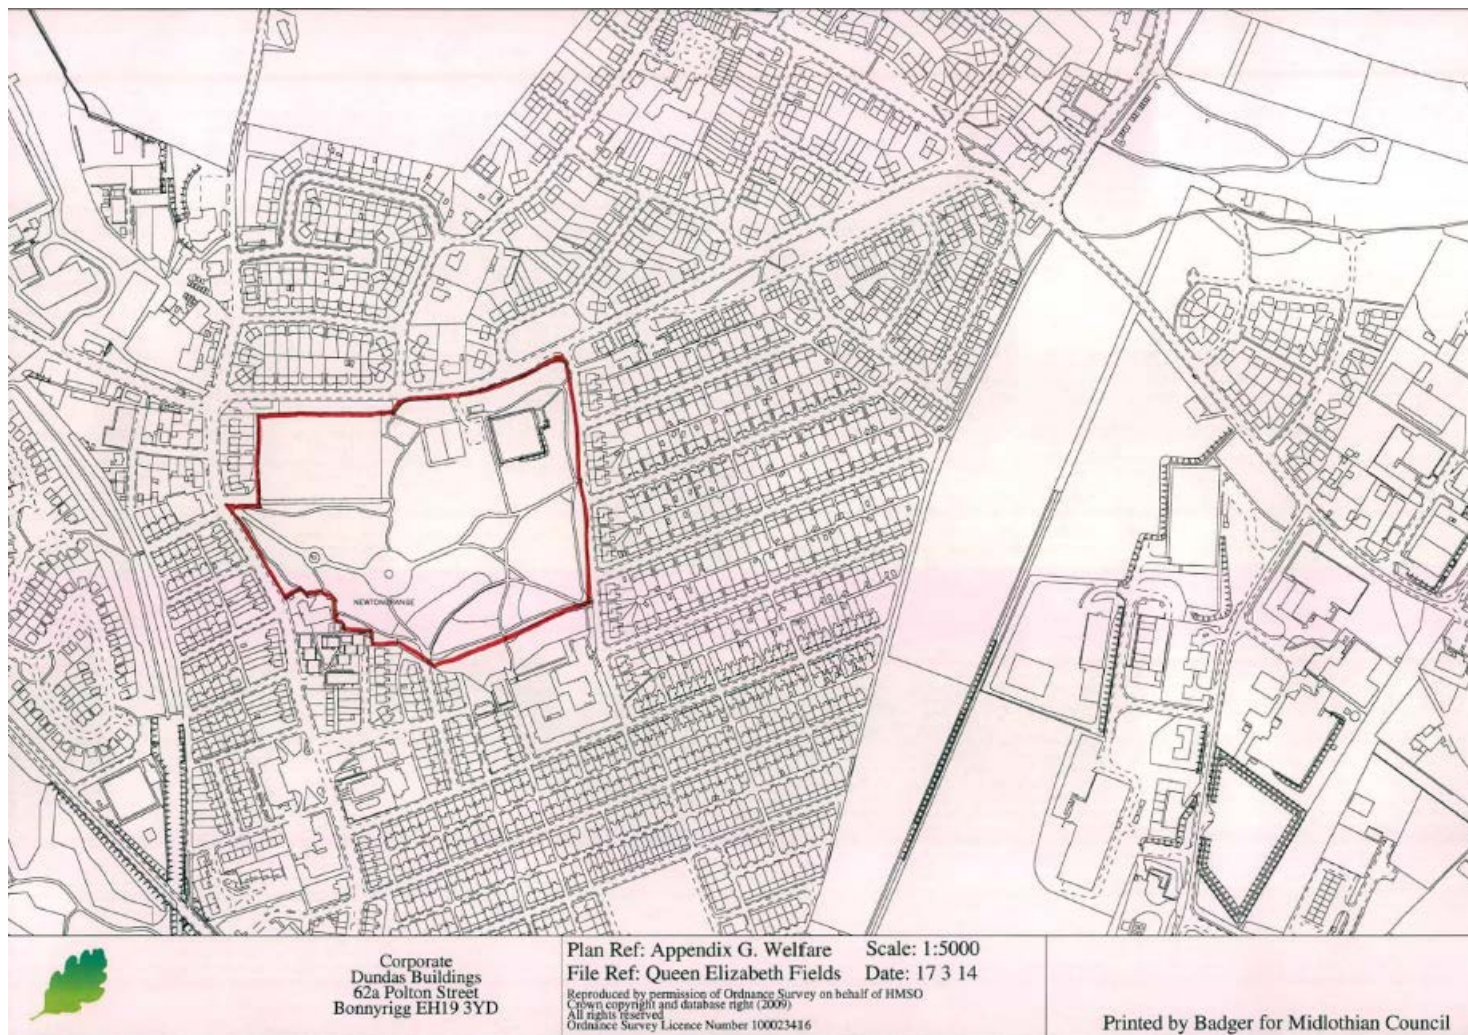 NEWTONGRANGE
Corporate
Dundas Buildings
62a Polton Street
Bonnyrigg EH19 3YD
Plan Ref: Appendix G. Welfare Scale: 1:5000
File Ref: Queen Elizabeth Fields Date: 17 3 14
Reproduced by permission of Ordnance Survey on behalf of HMSO
Crown copyright and database right (2009)
All rights reserved
Ordnance Survey Licence Number 100023416
Printed by Badger for Midlothian Council